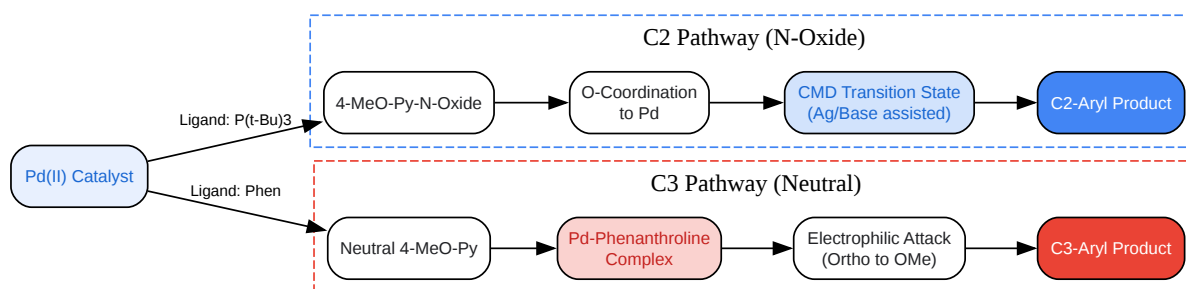 C2 Pathway (N-Oxide)
4-MeO-Py-N-Oxide
O-Coordination
to Pd
CMD Transition State
(Ag/Base assisted)
C2-Aryl Product
Ligand: P(t-Bu)3
Pd(II) Catalyst
Ligand: Phen
C3 Pathway (Neutral)
Neutral 4-MeO-Py
Pd-Phenanthroline
Complex
Electrophilic Attack
(Ortho to OMe)
C3-Aryl Product